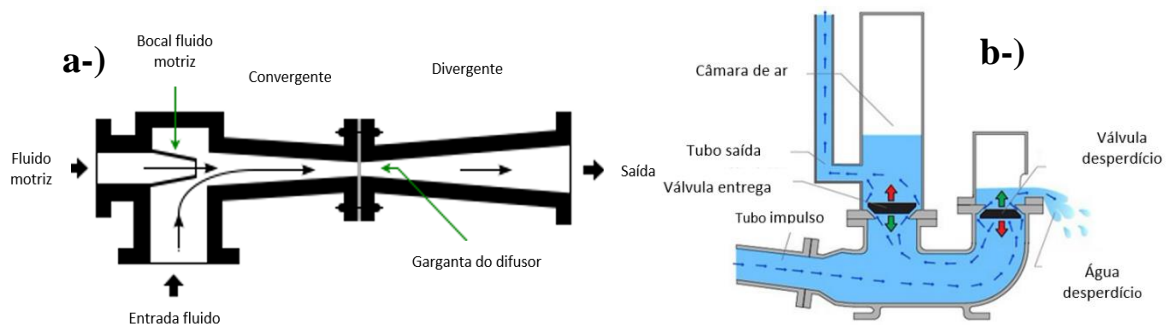 a-)
Bocal fluido
motriz
Convergente
Divergente
Fluido
motriz
Saída
Garganta do difusor
Entrada fluido
b-)
Câmara de ar
Tubo saída
Válvula entrega
Tubo impulso
Válvula
desperdício
Água
desperdício